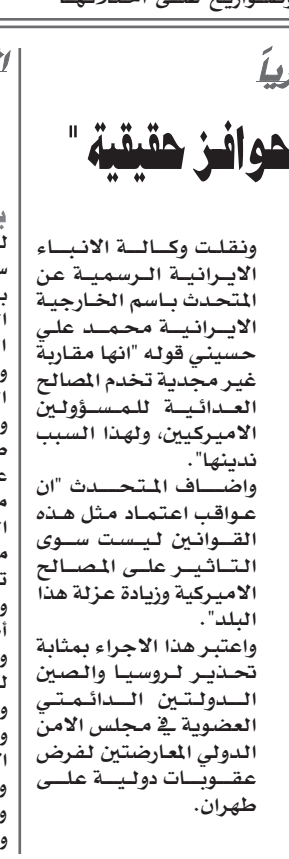 حوافز حقيقية "
ونقلت وكالة الانباء
الايرانية الرسمية عن
المتحدث باسم الخارجية
الايرانية محمد علي
حسيني قوله "انها مقاربة
غير مجدية تخدم المصالح
العدائية للمسؤولين
الاميركيين، ولهذا السبب
ندينها".
واضاف المتحدث "ان
عواقب اعتماد مثل هذه
القوانين ليست سوى
التاثير على المصالح
الاميركية وزيادة عزلة هذا
البلد".
واعتبر هذا الاجراء بمثابة
تحذير لروسيا والصين
الدولتين الدائمتي
العضوية في مجلس الامن
الدولي المعارضتين لفرض
عقوبات دولية على
طهران.